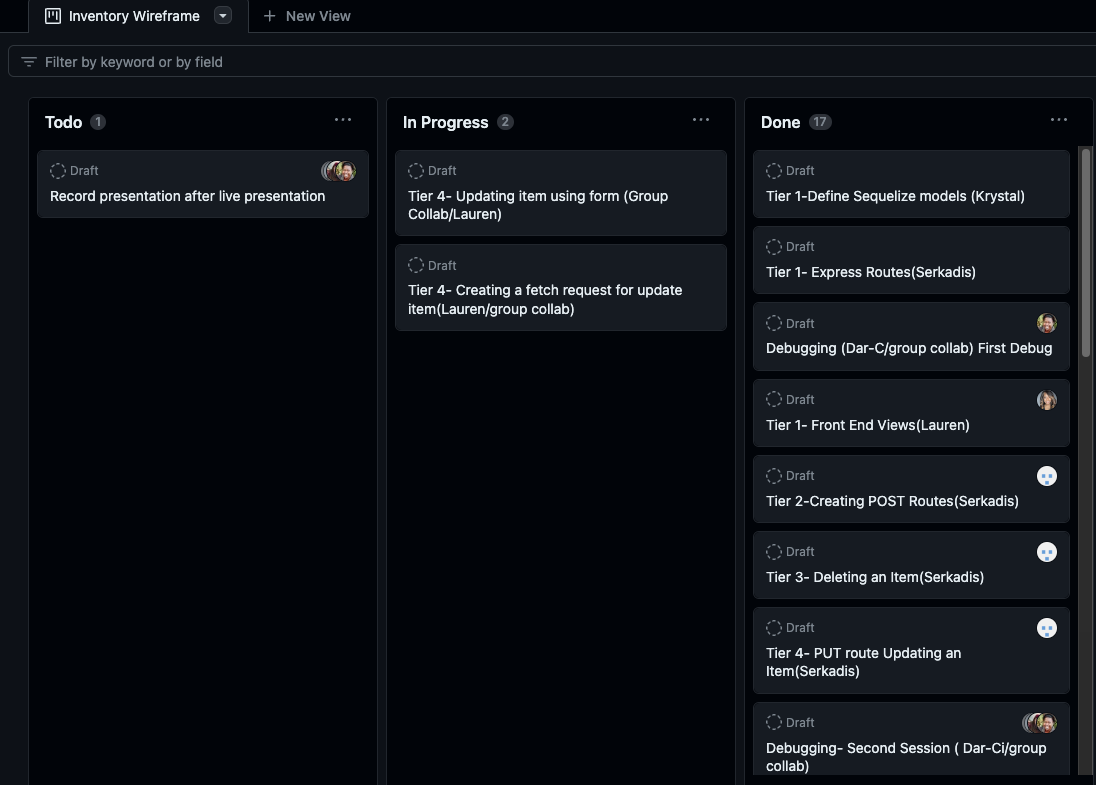 Inventory Wireframe
New View
Filter by keyword or by field
Todo 1
Draft
Record presentation after live presentation
In Progress 2
Draft
Tier 4- Updating item using form (Group
Collab/Lauren)
Draft
Tier 4- Creating a fetch request for update
item(Lauren/group collab)
Done 17
Draft
Tier 1-Define Sequelize models (Krystal)
Draft
Tier 1- Express Routes(Serkadis)
Draft
Debugging (Dar-C/group collab) First Debug
Draft
Tier 1- Front End Views(Lauren)
Draft
Tier 2-Creating POST Routes(Serkadis)
Draft
Tier 3- Deleting an Item(Serkadis)
Draft
Tier 4- PUT route Updating an
Item(Serkadis)
Draft
Debugging- Second Session ( Dar-Ci/group
collab)